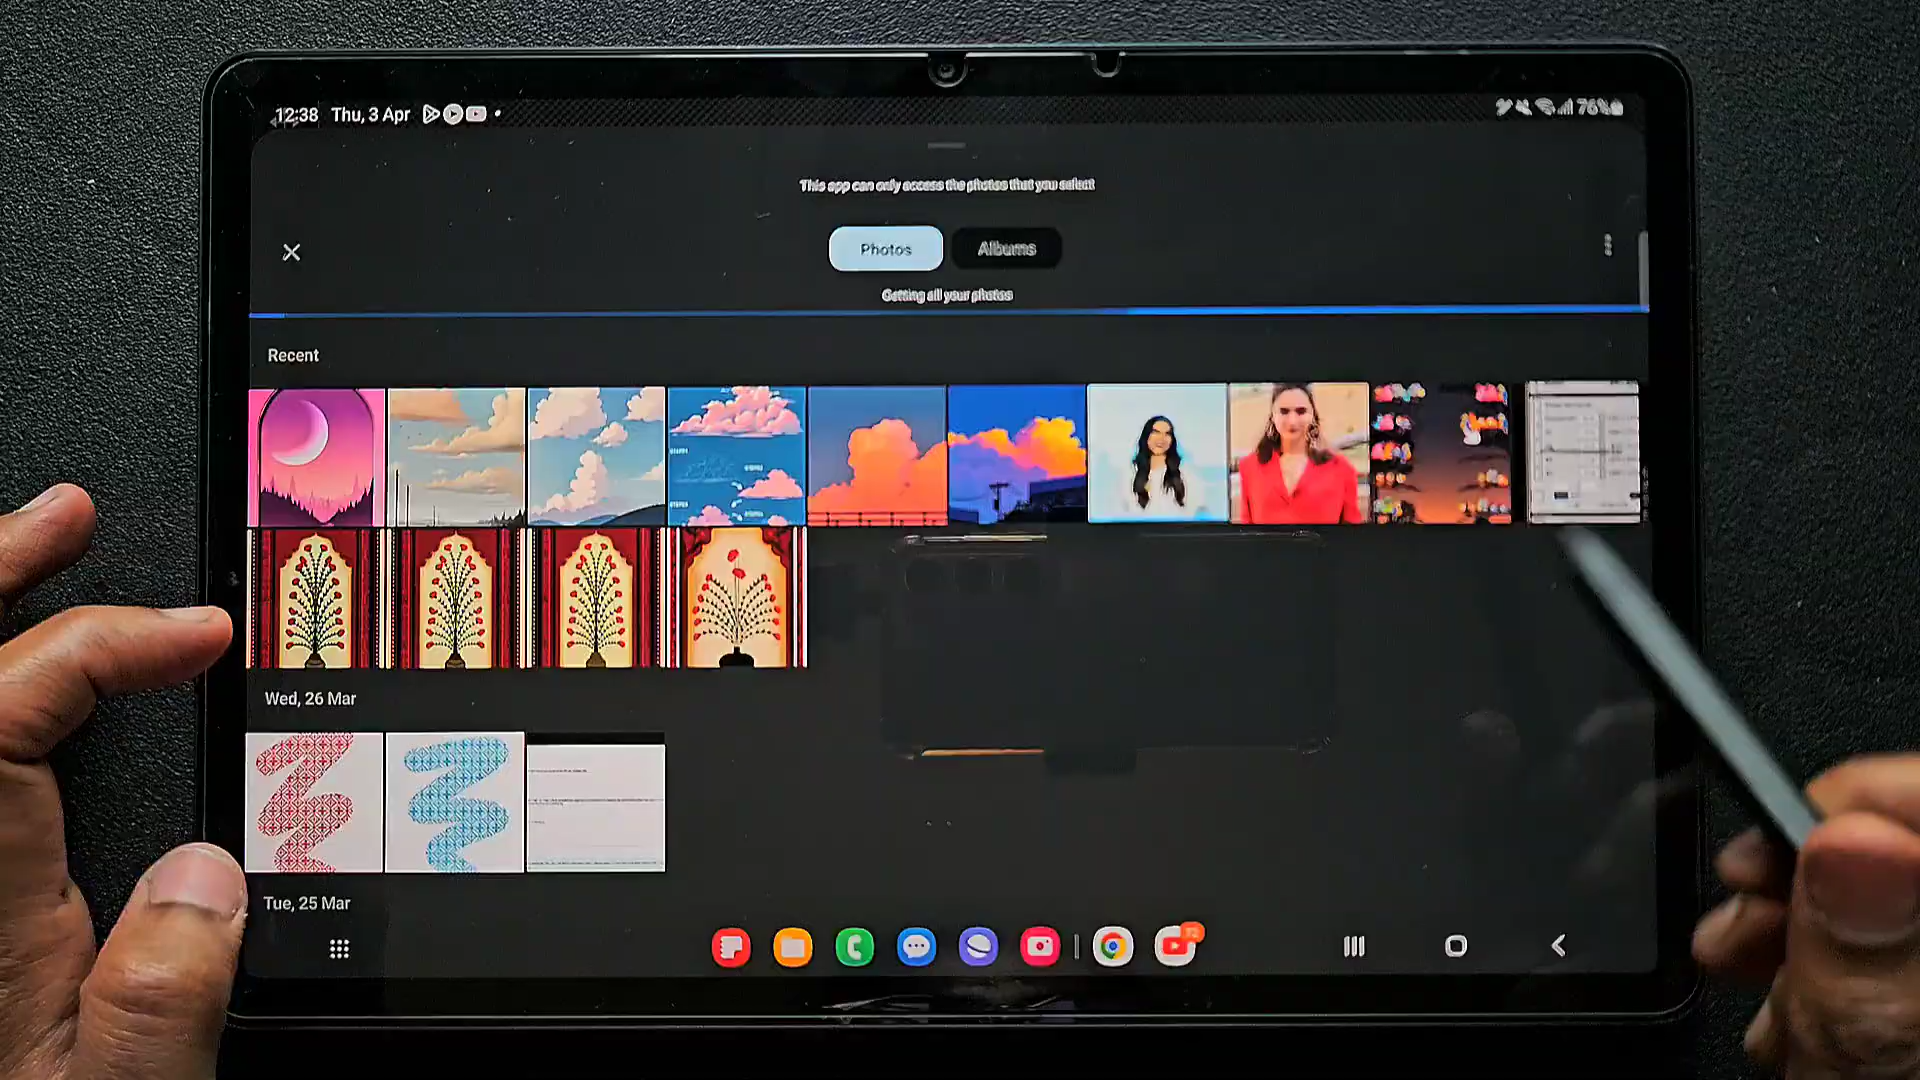 12:38 Thu, 3 Apr
76%
This app can only access the photos that you select
Photos
Albums
Getting all your photos
Recent
Wed, 26 Mar
Tue, 25 Mar